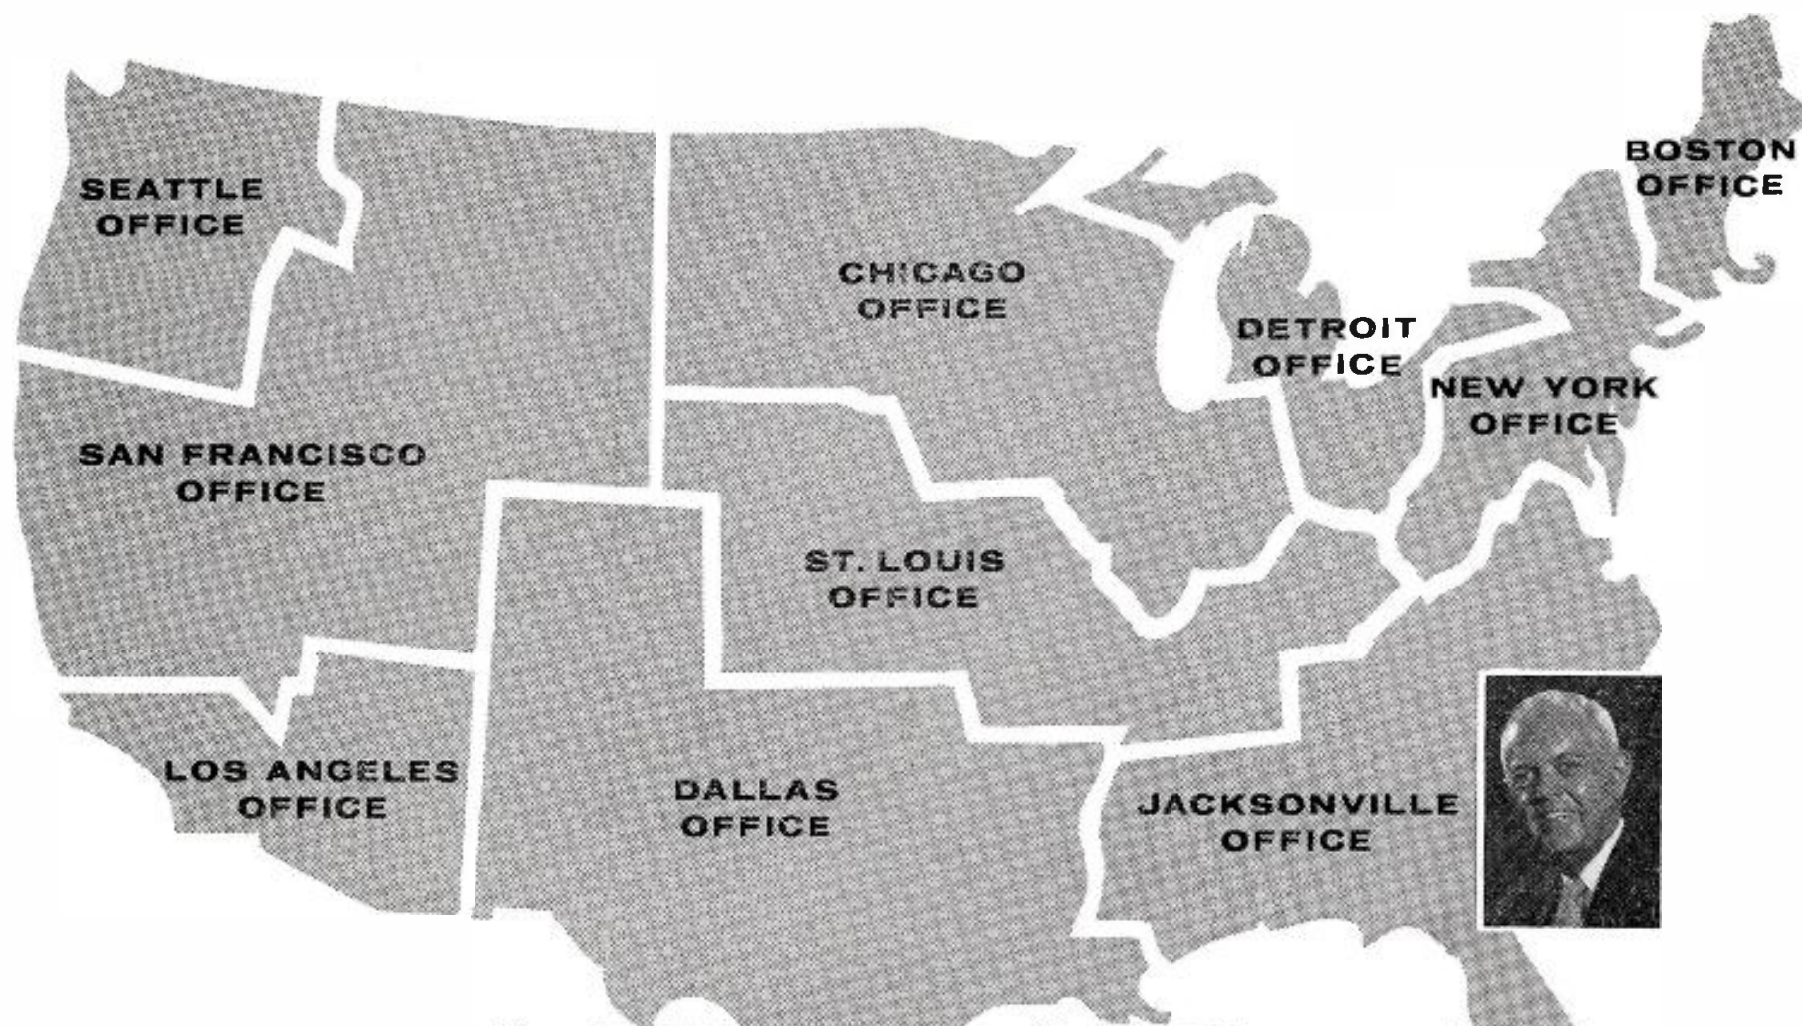 BOSTON
OFFICE
SEATTLE
OFFICE
CHICAGO
OFFICE
DETROIT
OFFICE
NEW YORK
OFFICE
SAN FRANCISCO
OFFICE
ST. LOUIS
OFFICE
LOS ANGELES
OFFICE
DALLAS
OFFICE
JACKSONVILLE
OFFICE